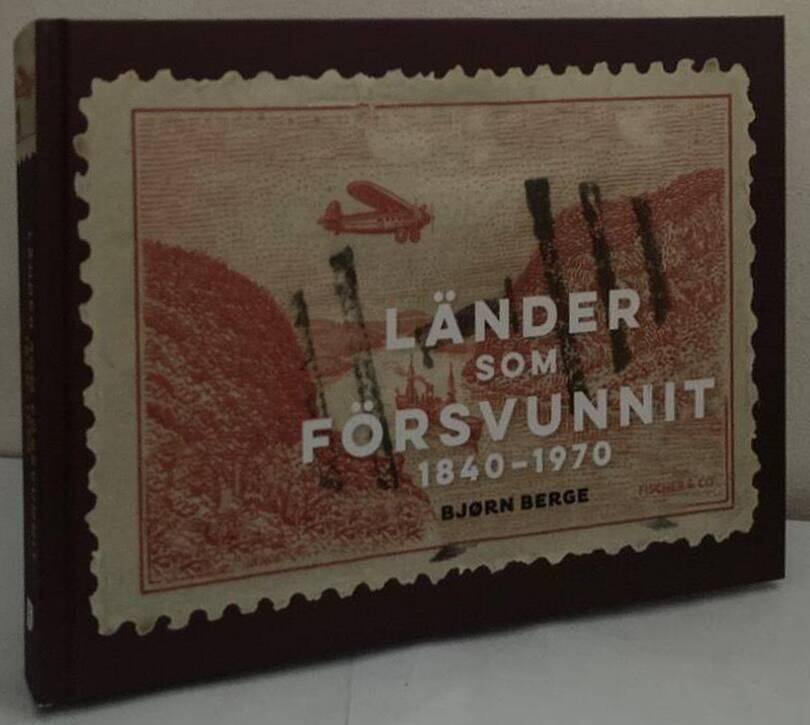 LÄNDER
SOM
FÖRSVUNNIT
1840–1970
BJØRN BERGE
FISCHER & CO